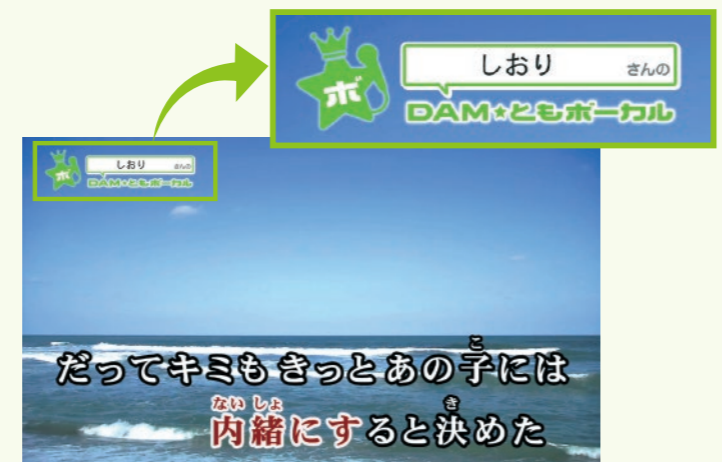 しおり さんの
ボ
DAM★ともボーカル
しおり さんの
ボ
DAM★ともボーカル
だってキミも きっとあの子には
こ
内緒にすると決めた
ないしょ
き